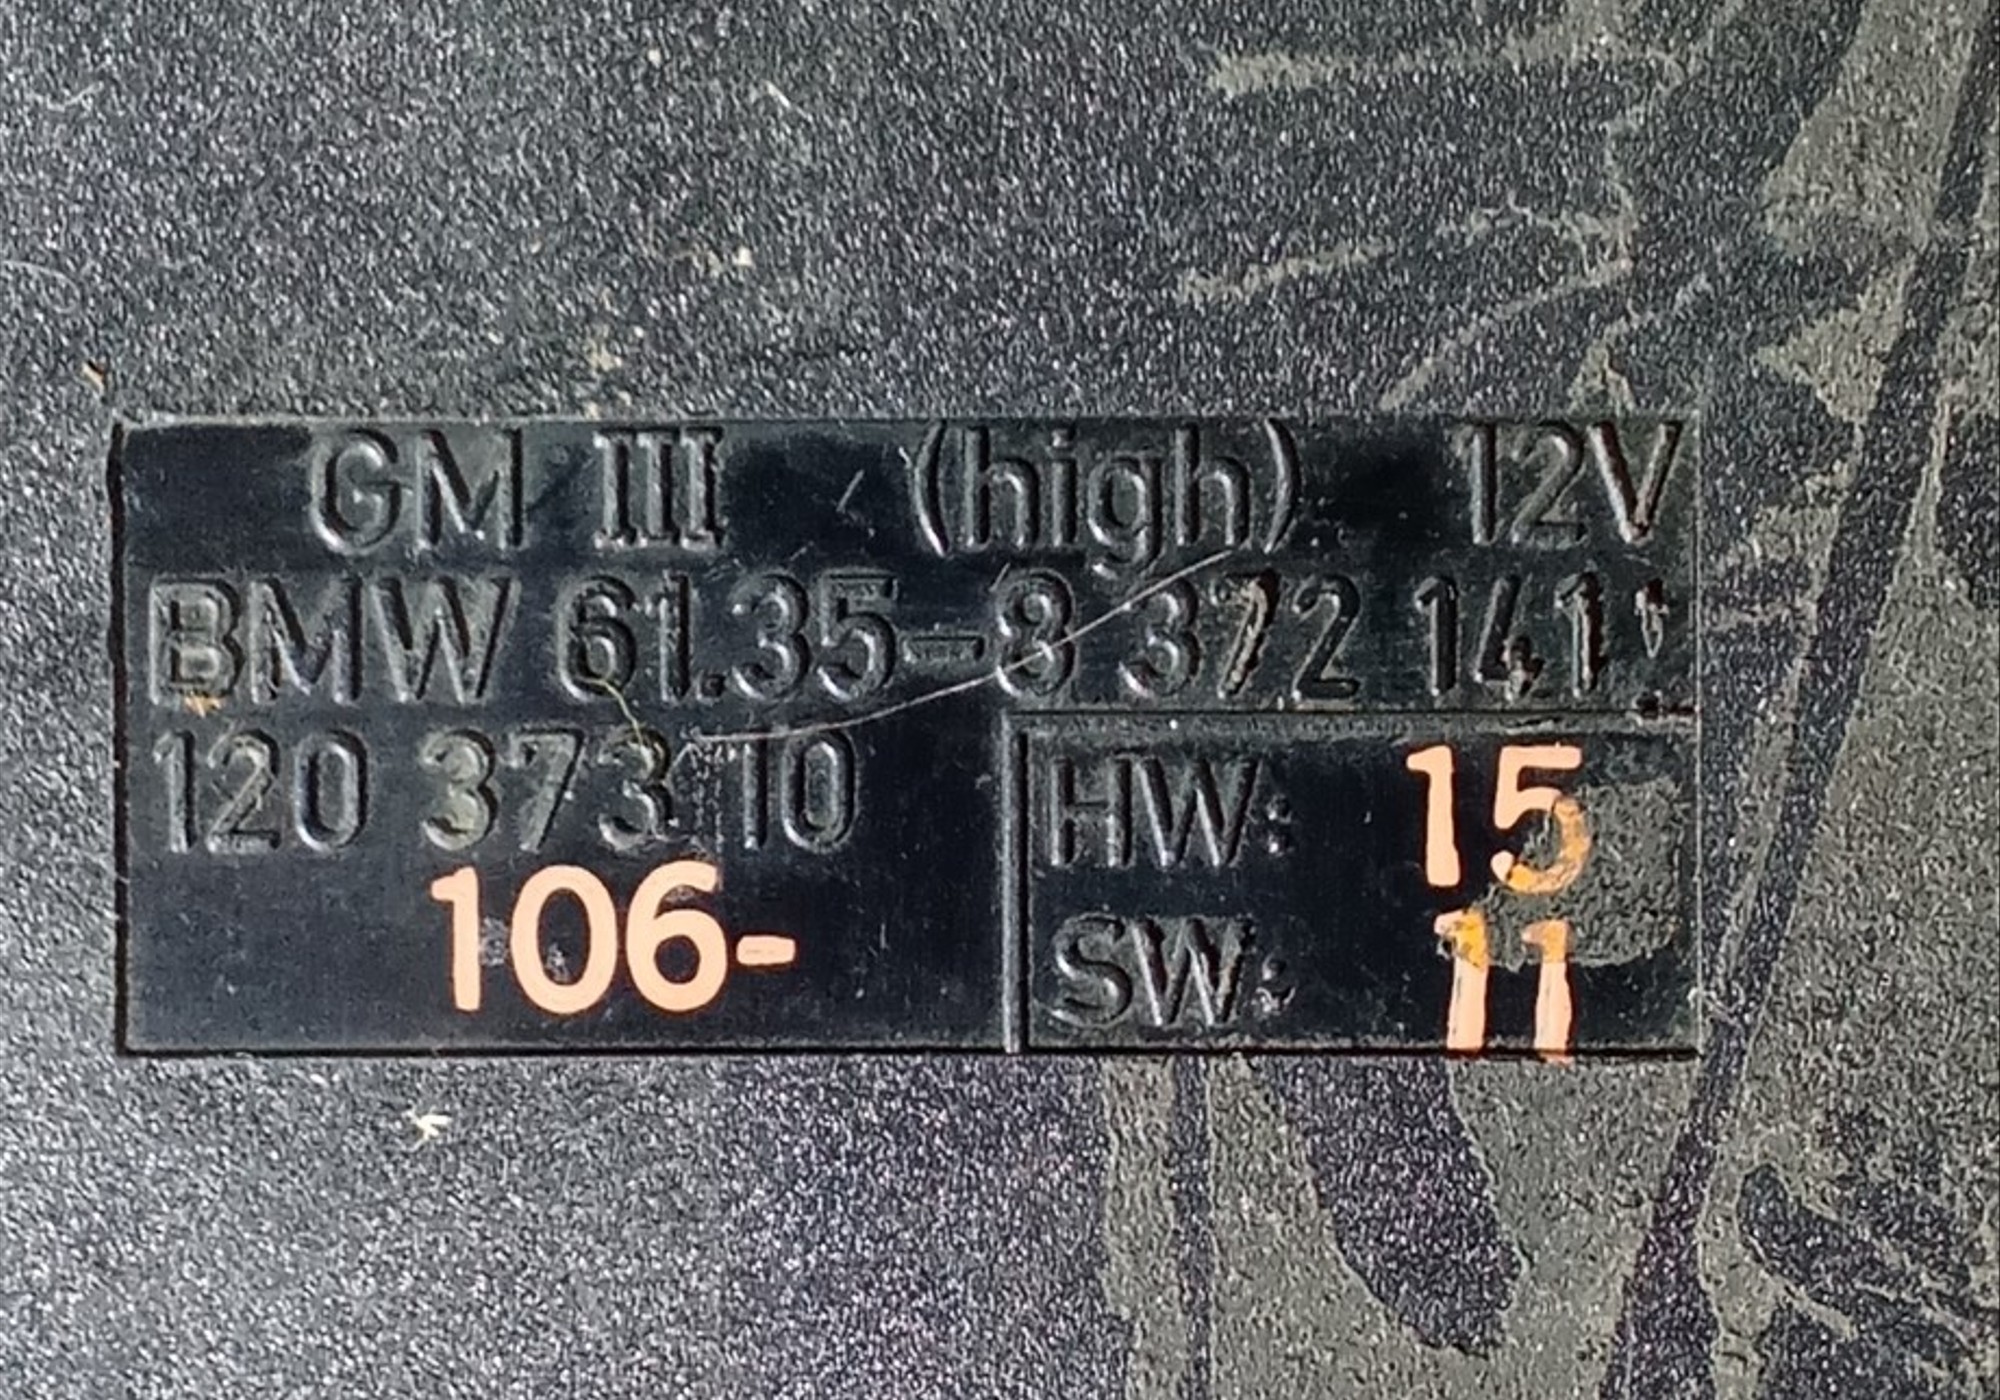 GM III (high) 12V
BMW 61.35-8 372 141
120 373 10
HW: 15
106-
SW: 11